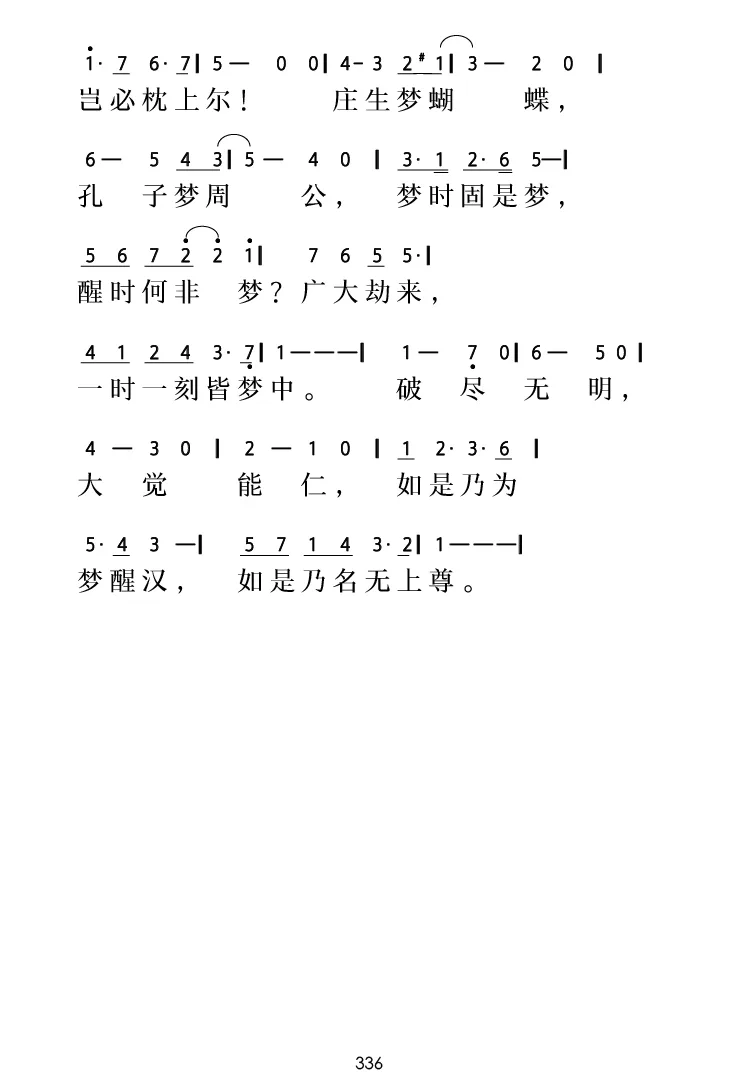 1· 7 6· 7| 5— 0 0| 4– 3 2 #1| 3— 2 0 |
岂必枕上尔! 庄生梦蝴 蝶,
6— 5 4 3| 5— 4 0 | 3· 1 2· 6 5—|
孔 子梦周 公, 梦时固是梦,
5 6 7 2 2 1| 7 6 5 5·|
醒时何非 梦?广大劫来,
4 1 2 4 3· 7| 1———| 1— 7 0| 6— 5 0 |
一时一刻皆梦中。 破 尽 无 明,
4 — 3 0 | 2 — 1 0 | 1 2· 3· 6 |
大 觉 能 仁, 如是乃为
5· 4 3 —| 5 7 1 4 3· 2| 1———|
梦醒汉, 如是乃名无上尊。
336